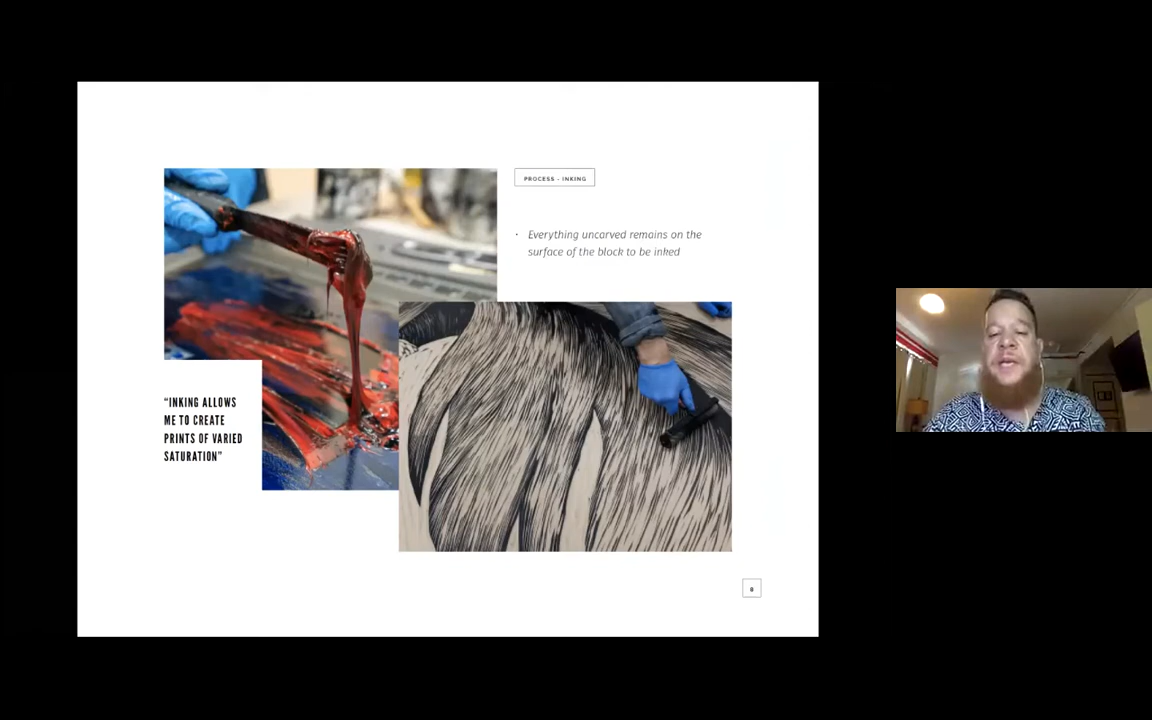 PROCESS - INKING
· Everything uncarved remains on the
surface of the block to be inked
"INKING ALLOWS
ME TO CREATE
PRINTS OF VARIED
SATURATION"
8